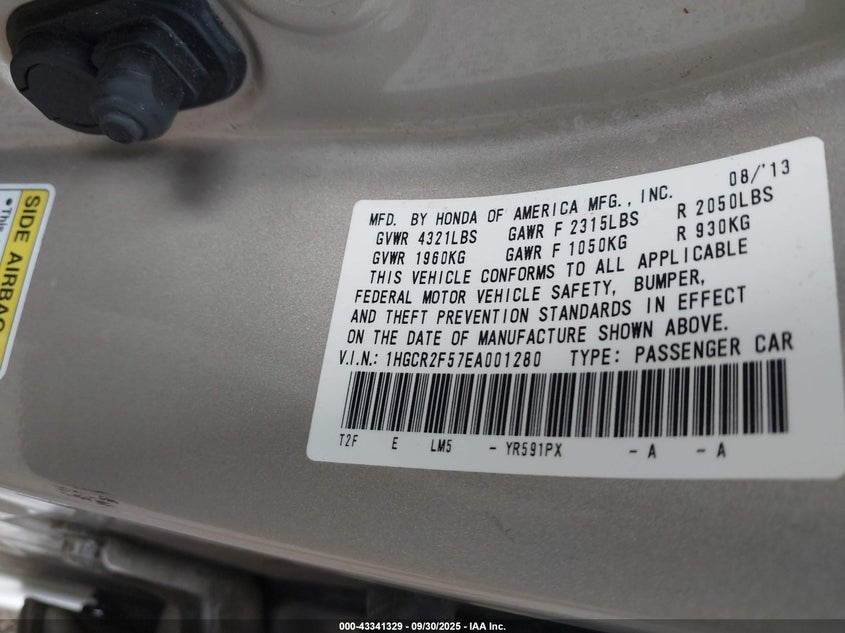 SIDE AIRBAG
MFD. BY HONDA OF AMERICA MFG., INC. 08/'13
GVWR 4321LBS GAWR F 2315LBS R 2050LBS
GVWR 1960KG GAWR F 1050KG R 930KG
THIS VEHICLE CONFORMS TO ALL APPLICABLE
FEDERAL MOTOR VEHICLE SAFETY, BUMPER,
AND THEFT PREVENTION STANDARDS IN EFFECT
ON THE DATE OF MANUFACTURE SHOWN ABOVE.
V.I.N.: 1HGCR2F57EA001280 TYPE: PASSENGER CAR
T2F E LM5 - YR591PX - A - A
000-43341329 - 09/30/2025 - IAA Inc.